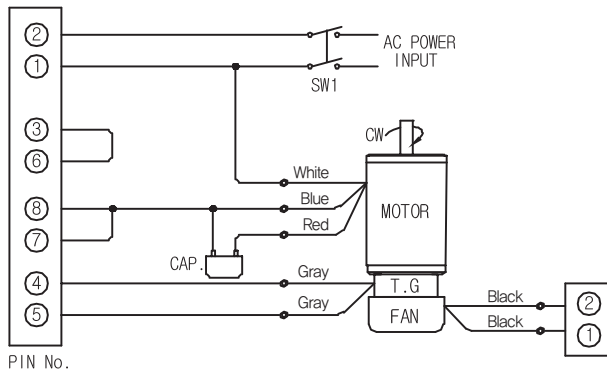 ②
①
③
⑥
⑧
⑦
④
⑤
PIN No.
AC POWER
INPUT
SW1
CW
White
Blue
Red
CAP.
Gray
Gray
MOTOR
T.G
FAN
Black
Black
②
①